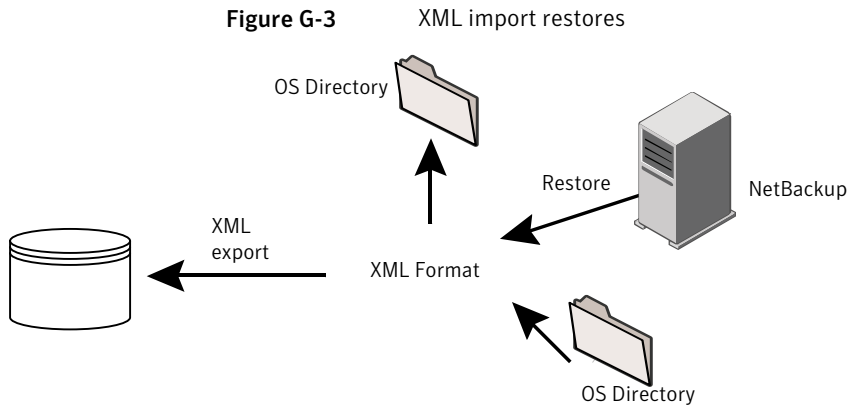 Figure G-3 XML import restores
OS Directory
Restore
NetBackup
XML
export
XML Format
OS Directory